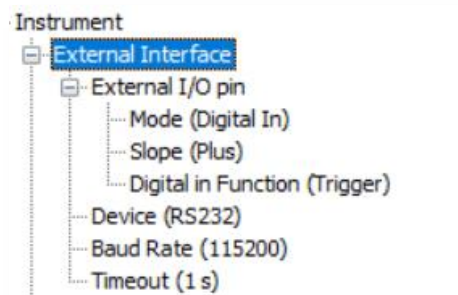 Instrument
External Interface
External I/O pin
Mode (Digital In)
Slope (Plus)
Digital in Function (Trigger)
Device (RS232)
Baud Rate (115200)
Timeout (1 s)